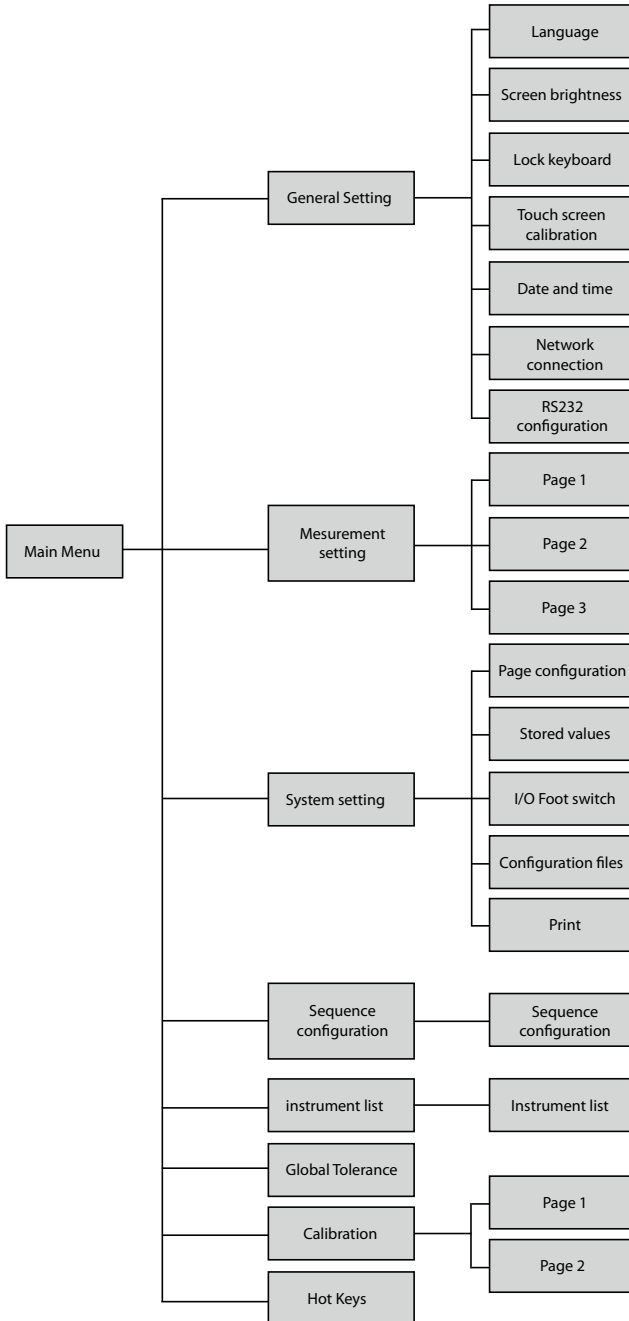 Main Menu
General Setting
Language
Screen brightness
Lock keyboard
Touch screen
calibration
Date and time
Network
connection
RS232
configuration
Mesurement
setting
Page 1
Page 2
Page 3
System setting
Page configuration
Stored values
I/O Foot switch
Configuration files
Print
Sequence
configuration
Sequence
configuration
instrument list
Instrument list
Global Tolerance
Calibration
Page 1
Page 2
Hot Keys